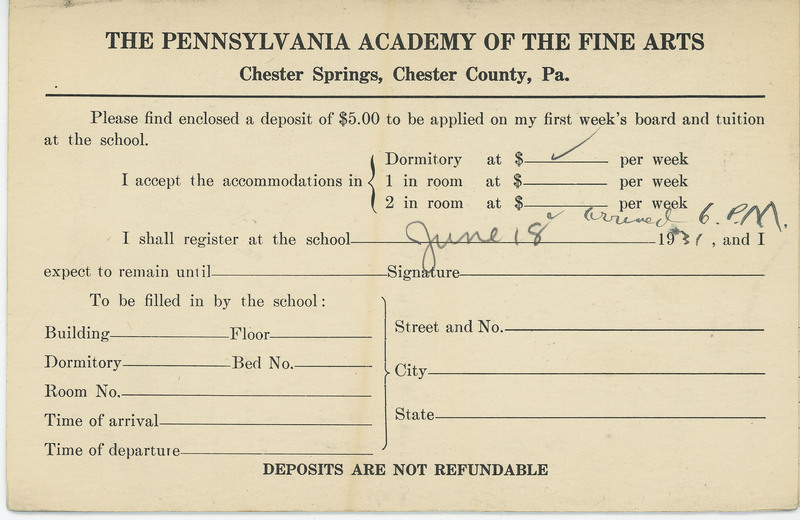 THE PENNSYLVANIA ACADEMY OF THE FINE ARTS
Chester Springs, Chester County, Pa.
Please find enclosed a deposit of $5.00 to be applied on my first week's board and tuition
at the school.
I accept the accommodations in
Dormitory at $ ✓ per week
1 in room at $ per week
2 in room at $ per week
arrived 6. P.M.
I shall register at the school June 18 1931, and I
expect to remain until Signature
To be filled in by the school:
Building Floor
Dormitory Bed No.
Room No.
Time of arrival
Time of departure
Street and No.
City
State
DEPOSITS ARE NOT REFUNDABLE